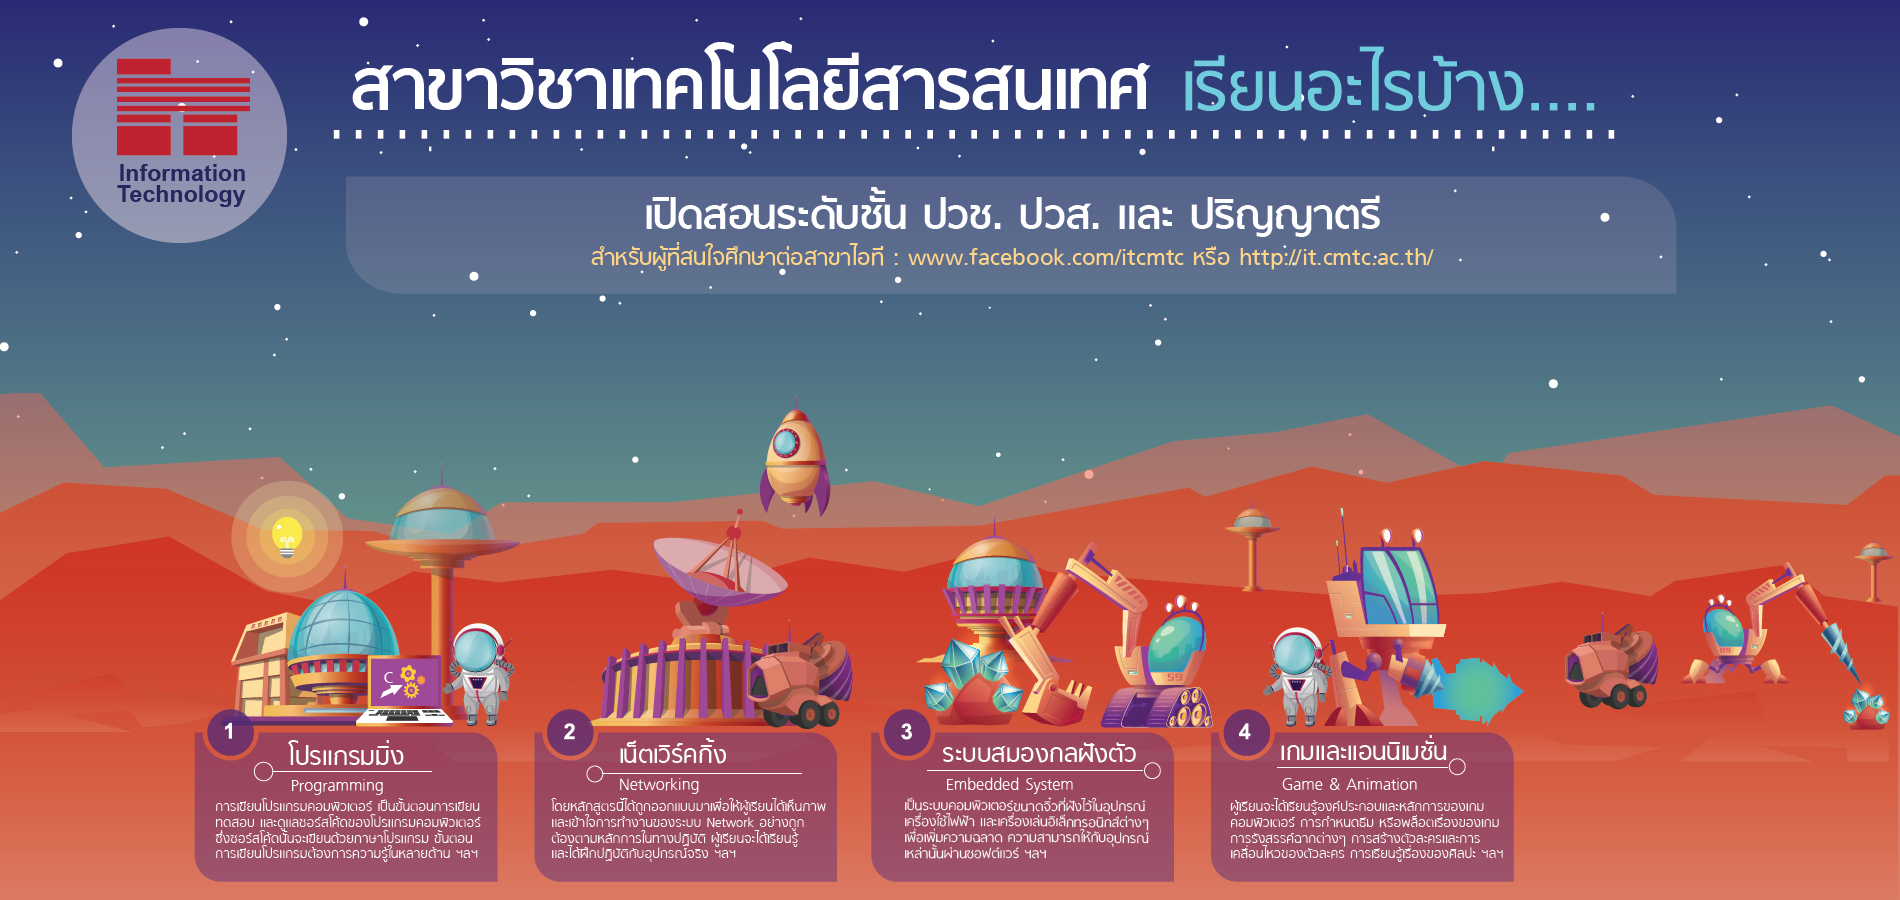 Information
Technology
สาขาวิชาเทคโนโลยีสารสนเทศ เรียนอะไรบ้าง....
เปิดสอนระดับชั้น ปวช. ปวส. และ ปริญญาตรี
สำหรับผู้ที่สนใจศึกษาต่อสาขาไอที : www.facebook.com/itcmtc หรือ http://it.cmtc.ac.th/
C
59
59
1
โปรแกรมมิ่ง
Programming
การเขียนโปรแกรมคอมพิวเตอร์ เป็นขั้นตอนการเขียน
ทดสอบ และดูแลซอร์สโค้ดของโปรแกรมคอมพิวเตอร์
ซึ่งซอร์สโค้ดนั้นจะเขียนด้วยภาษาโปรแกรม ขั้นตอน
การเขียนโปรแกรมต้องการความรู้ในหลายด้าน ฯลฯ
2
เน็ตเวิร์คกิ้ง
Networking
โดยหลักสูตรนี้ได้ถูกออกแบบมาเพื่อให้ผู้เรียนได้เห็นภาพ
และเข้าใจการทำงานของระบบ Network อย่างถูก
ต้องตามหลักการในทางปฏิบัติ ผู้เรียนจะได้เรียนรู้
และได้ฝึกปฏิบัติกับอุปกรณ์จริง ฯลฯ
3
ระบบสมองกลฝังตัว
Embedded System
เป็นระบบคอมพิวเตอร์ขนาดจิ๋วที่ฝังไว้ในอุปกรณ์
เครื่องใช้ไฟฟ้า และเครื่องเล่นอิเล็กทรอนิกส์ต่างๆ
เพื่อเพิ่มความฉลาด ความสามารถให้กับอุปกรณ์
เหล่านั้นผ่านซอฟต์แวร์ ฯลฯ
4
เกมและแอนนิเมชั่น
Game & Animation
ผู้เรียนจะได้เรียนรู้องค์ประกอบและหลักการของเกม
คอมพิวเตอร์ การกำหนดธีม หรือพล็อตเรื่องของเกม
การรังสรรค์ฉากต่างๆ การสร้างตัวละครและการ
เคลื่อนไหวของตัวละคร การเรียนรู้เรื่องของศิลปะ ฯลฯ